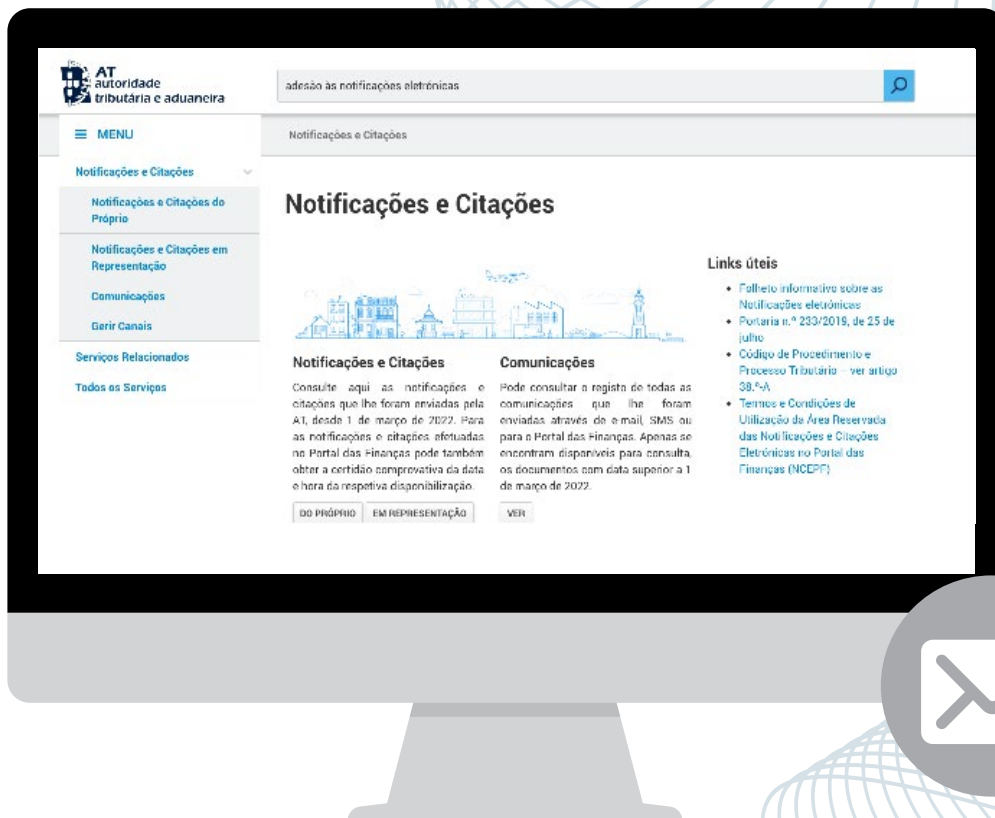 AT
autoridade
tributária e aduaneira
adesão às notificações eletrónicas
MENU
Notificações e Citações
Notificações e Citações
Notificações e Citações do
Próprio
Notificações e Citações em
Representação
Comunicações
Gerir Canais
Serviços Relacionados
Todos os Serviços
Notificações e Citações
Notificações e Citações
Consulte aqui as notificações e
citações que lhe foram enviadas pela
AT, desde 1 de março de 2022. Para
as notificações e citações efetuadas
no Portal das Finanças pode também
obter a certidão comprovativa da data
e hora da respetiva disponibilização.
DO PRÓPRIO
EM REPRESENTAÇÃO
Comunicações
Pode consultar o registo de todas as
comunicações que lhe foram
enviadas através de e-mail, SMS ou
para o Portal das Finanças. Apenas se
encontram disponíveis para consulta,
os documentos com data superior a 1
de março de 2022.
VER
Links úteis
• Folheto informativo sobre as
Notificações eletrónicas
• Portaria n.º 233/2019, de 25 de
julho
• Código de Procedimento e
Processo Tributário – ver artigo
38.º-A
• Termos e Condições de
Utilização da Área Reservada
das Notificações e Citações
Eletrónicas no Portal das
Finanças (NCEPF)